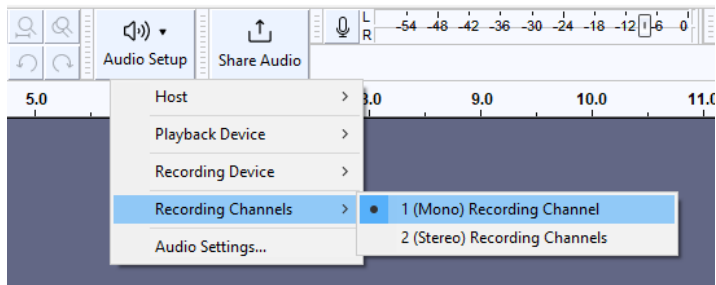 L
R
-54 -48 -42 -36 -30 -24 -18 -12 -6 0
Audio Setup
Share Audio
5.0 8.0 9.0 10.0 11.0
Host
Playback Device
Recording Device
Recording Channels
1 (Mono) Recording Channel
2 (Stereo) Recording Channels
Audio Settings...